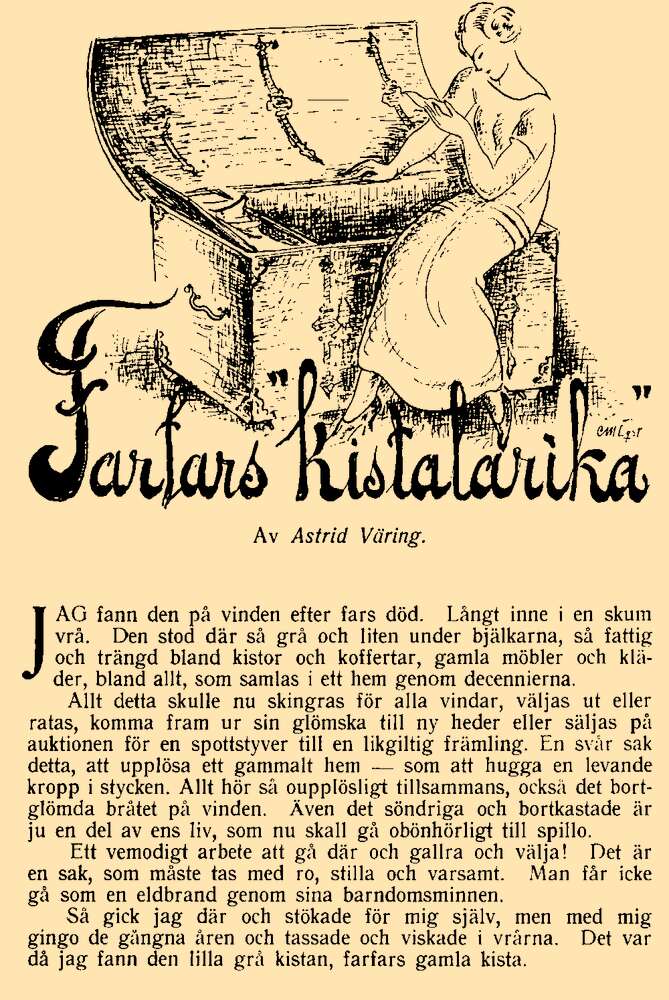 Farfars "kistalärika"
Av Astrid Väring.
JAG fann den på vinden efter fars död. Långt inne i en skum
vrå. Den stod där så grå och liten under bjälkarna, så fattig
och trängd bland kistor och koffertar, gamla möbler och klä-
der, bland allt, som samlas i ett hem genom decennierna.
Allt detta skulle nu skingras för alla vindar, väljas ut eller
ratas, komma fram ur sin glömska till ny heder eller säljas på
auktionen för en spottstyver till en likgiltig främling. En svår sak
detta, att upplösa ett gammalt hem — som att hugga en levande
kropp i stycken. Allt hör så oupplösligt tillsammans, också det bort-
glömda bråtet på vinden. Även det söndriga och bortkastade är
ju en del av ens liv, som nu skall gå obönhörligt till spillo.
Ett vemodigt arbete att gå där och gallra och välja! Det är
en sak, som måste tas med ro, stilla och varsamt. Man får icke
gå som en eldbrand genom sina barndomsminnen.
Så gick jag där och stökade för mig själv, men med mig
gingo de gångna åren och tassade och viskade i vrårna. Det var
då jag fann den lilla grå kistan, farfars gamla kista.